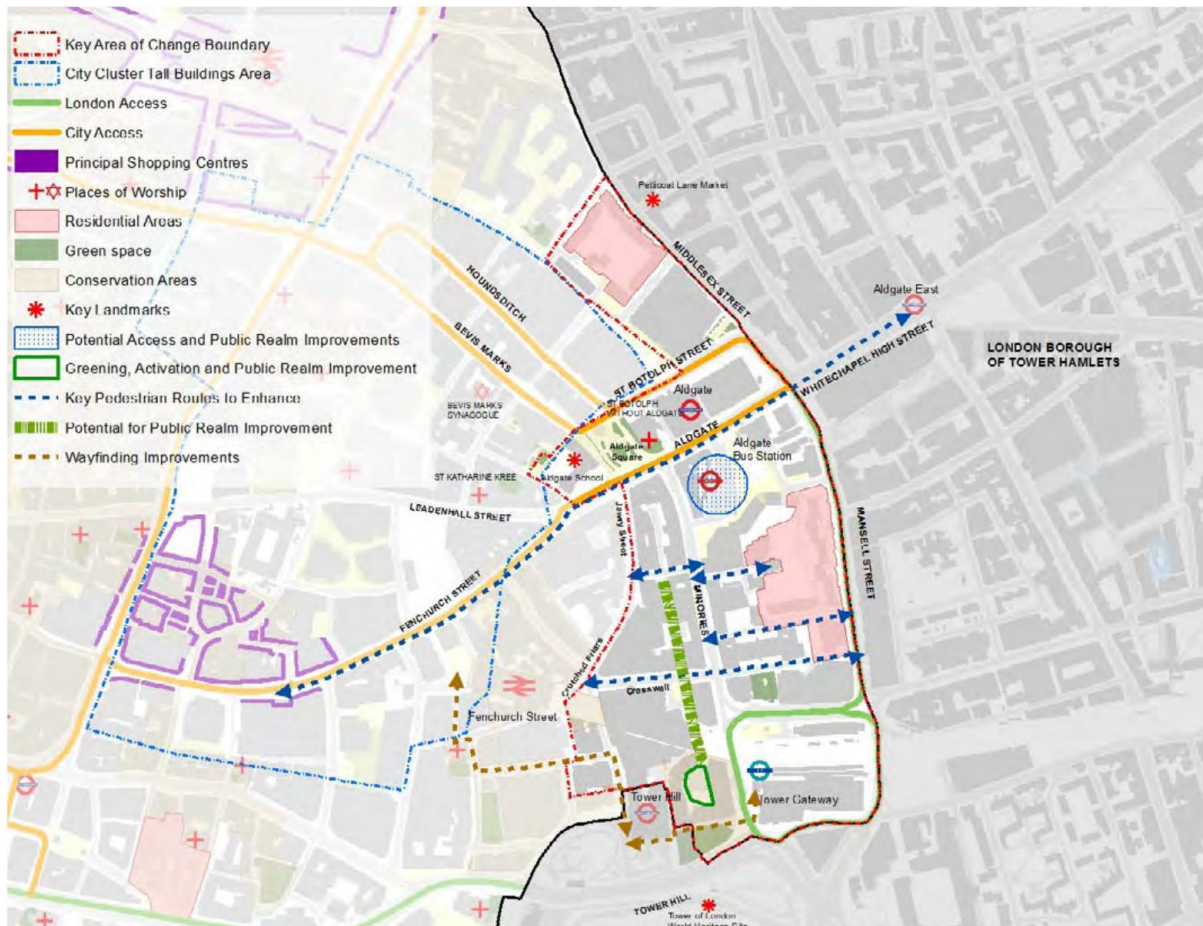 Key Area of Change Boundary
City Cluster Tall Buildings Area
London Access
City Access
Principal Shopping Centres
Places of Worship
Residential Areas
Green space
Conservation Areas
Key Landmarks
Potential Access and Public Realm Improvements
Greening, Activation and Public Realm Improvement
Key Pedestrian Routes to Enhance
Potential for Public Realm Improvement
Wayfinding Improvements
Petticoat Lane Market
MIDDLESEX STREET
HOUNDSDITCH
BEVIS MARKS
Aldgate East
WHITECHAPEL HIGH STREET
LONDON BOROUGH
OF TOWER HAMLETS
ST BOTOLPH STREET
Aldgate
BEVIS MARKS
SYNAGOGUE
ST BOTOLPH
WITHOUT ALDGATE
ALDGATE
Aldgate
Square
Aldgate
Bus Station
Aldgate School
ST KATHARINE KREE
LEADENHALL STREET
Jewry Street
MANSELL STREET
FENCHURCH STREET
MINORIES
Crutched Friars
Crosswall
Fenchurch Street
Tower Hill
Tower Gateway
TOWER HILL
Tower of London
World Heritage Site